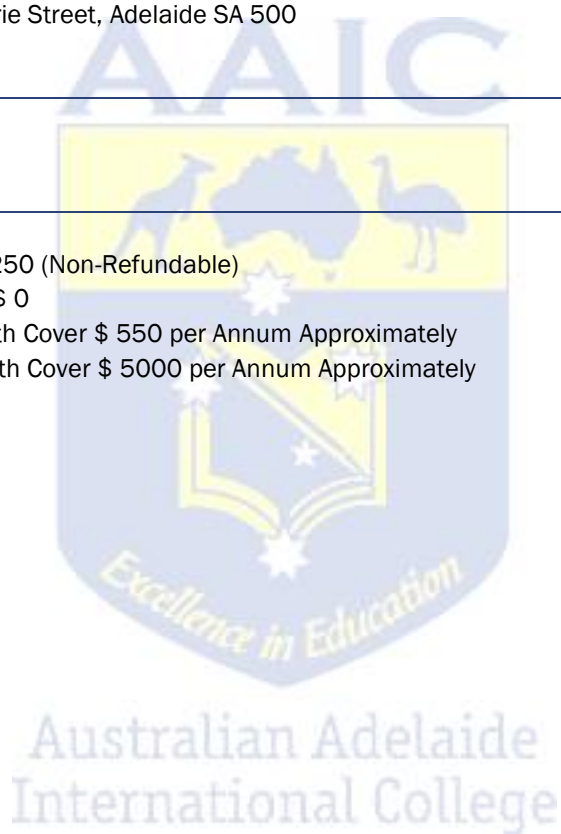 rie Street, Adelaide SA 500
AAIC
250 (Non-Refundable)
$ 0
th Cover $ 550 per Annum Approximately
th Cover $ 5000 per Annum Approximately
Excellence in Education
Australian Adelaide
International College